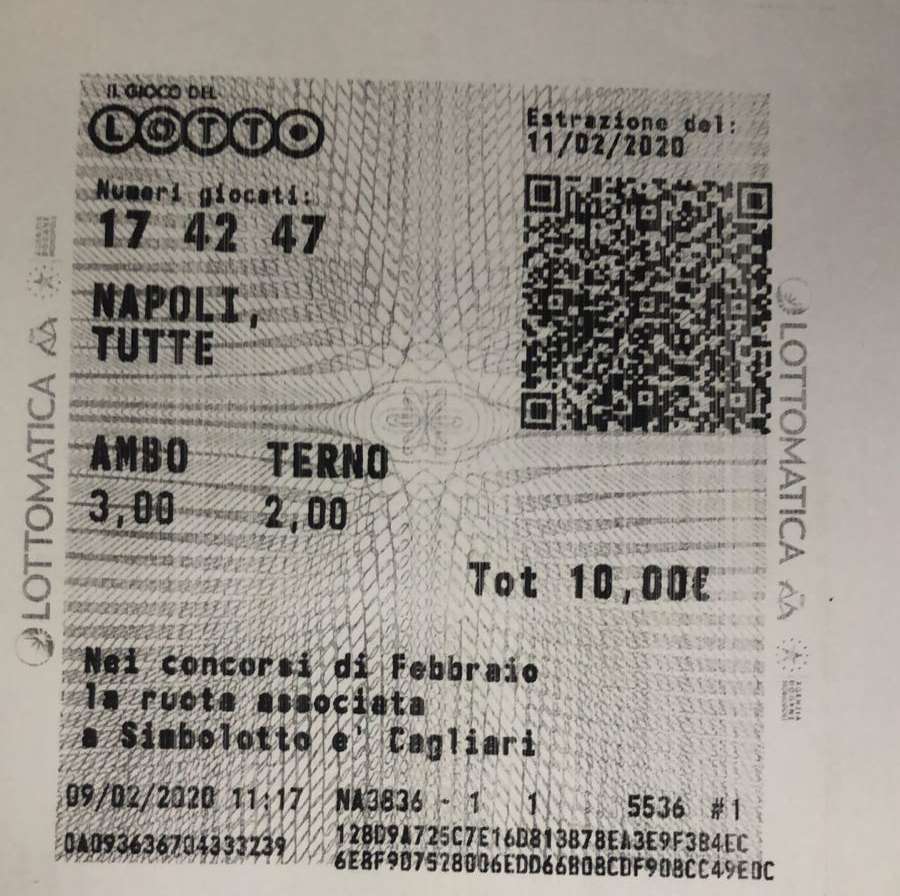 IL GIOCO DEL
LOTTO
Estrazione del:
11/02/2020
Numeri giocati:
17 42 47
NAPOLI,
TUTTE
AMBO TERNO
3,00 2,00
Tot 10,00€
Nei concorsi di Febbraio
la ruota associata
a Simbolotto e' Cagliari
09/02/2020 11:17 NA3836 - 1 1 5536 #1
0A093636704333239
128D9A725C7E16D813878EA3E9F3B4EC
6E8F907528006EDD66B08CDF908CC49EDC
LOTTOMATICA
LOTTOMATICA